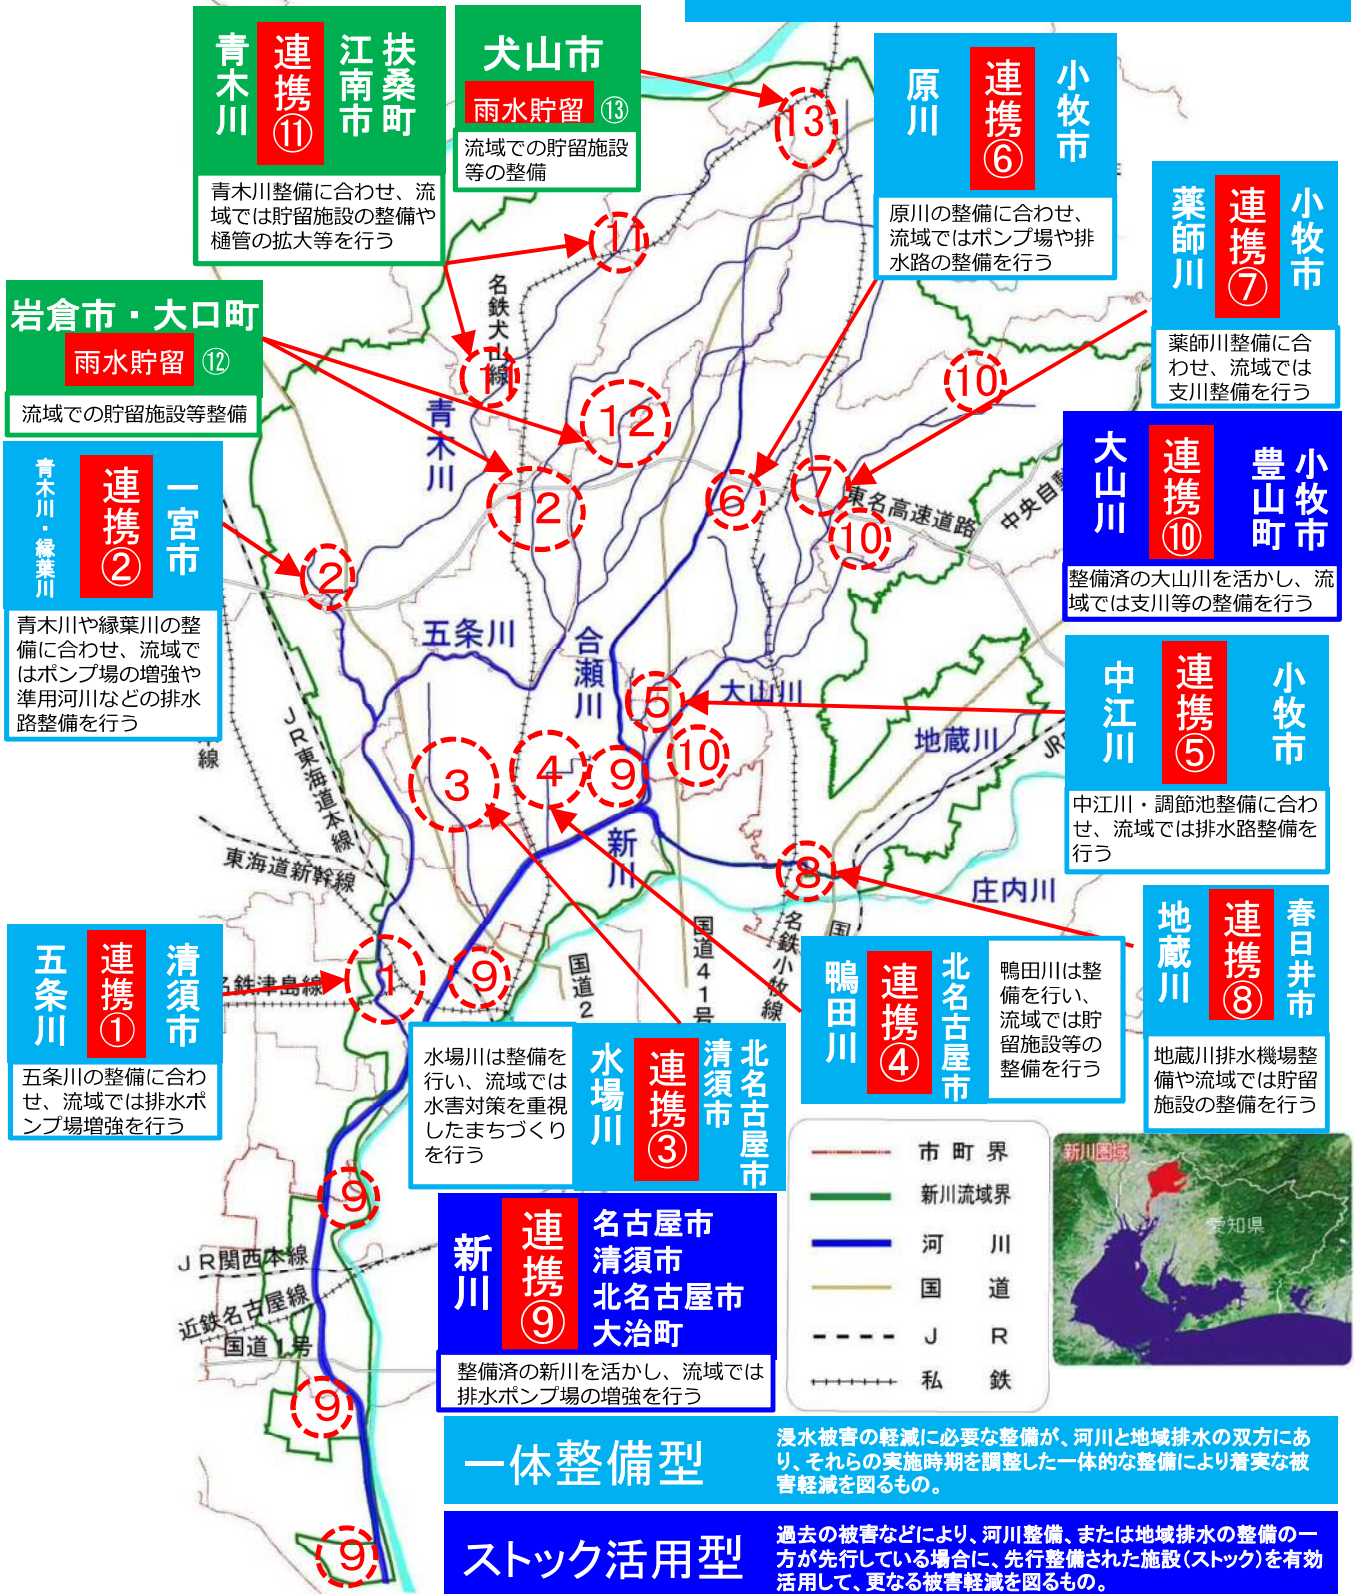 青木川
連携⑪
江南市
扶桑町
青木川整備に合わせ、流
域では貯留施設の整備や
樋管の拡大等を行う
犬山市
雨水貯留 ⑬
流域での貯留施設
等の整備
原川
連携⑥
小牧市
原川の整備に合わせ、
流域ではポンプ場や排
水路の整備を行う
薬師川
連携⑦
小牧市
薬師川整備に合
わせ、流域では
支川整備を行う
岩倉市・大口町
雨水貯留 ⑫
流域での貯留施設等整備
青木川・縁葉川
連携②
一宮市
青木川や縁葉川の整
備に合わせ、流域で
はポンプ場の増強や
準用河川などの排水
路整備を行う
大山川
連携⑩
豊山町
小牧市
整備済の大山川を活かし、流
域では支川等の整備を行う
中江川
連携⑤
小牧市
中江川・調節池整備に合わ
せ、流域では排水路整備を
行う
地蔵川
連携⑧
春日井市
地蔵川排水機場整
備や流域では貯留
施設の整備を行う
鴨田川
連携④
北名古屋市
鴨田川は整
備を行い、
流域では貯
留施設等の
整備を行う
五条川
連携①
清須市
五条川の整備に合わ
せ、流域では排水ポ
ンプ場増強を行う
水場川は整備を
行い、流域では
水害対策を重視
したまちづくり
を行う
水場川
連携③
清須市
北名古屋市
新川
連携⑨
名古屋市
清須市
北名古屋市
大治町
整備済の新川を活かし、流域では
排水ポンプ場の増強を行う
13
11
11
12
12
10
6
7
10
2
5
10
3
4
9
8
1
9
9
9
9
名鉄犬山線
青木川
東名高速道路
中央自動
五条川
合瀬川
大山川
地蔵川
JR
線
JR東海道本線
東海道新幹線
新川
庄内川
国道41号
名鉄小牧線
国
国道2
名鉄津島線
JR関西本線
近鉄名古屋線
国道1号
市町界
新川流域界
河川
国道
JR
私鉄
新川圏域
愛知県
一体整備型
浸水被害の軽減に必要な整備が、河川と地域排水の双方にあ
り、それらの実施時期を調整した一体的な整備により着実な被
害軽減を図るもの。
ストック活用型
過去の被害などにより、河川整備、または地域排水の整備の一
方が先行している場合に、先行整備された施設(ストック)を有効
活用して、更なる被害軽減を図るもの。